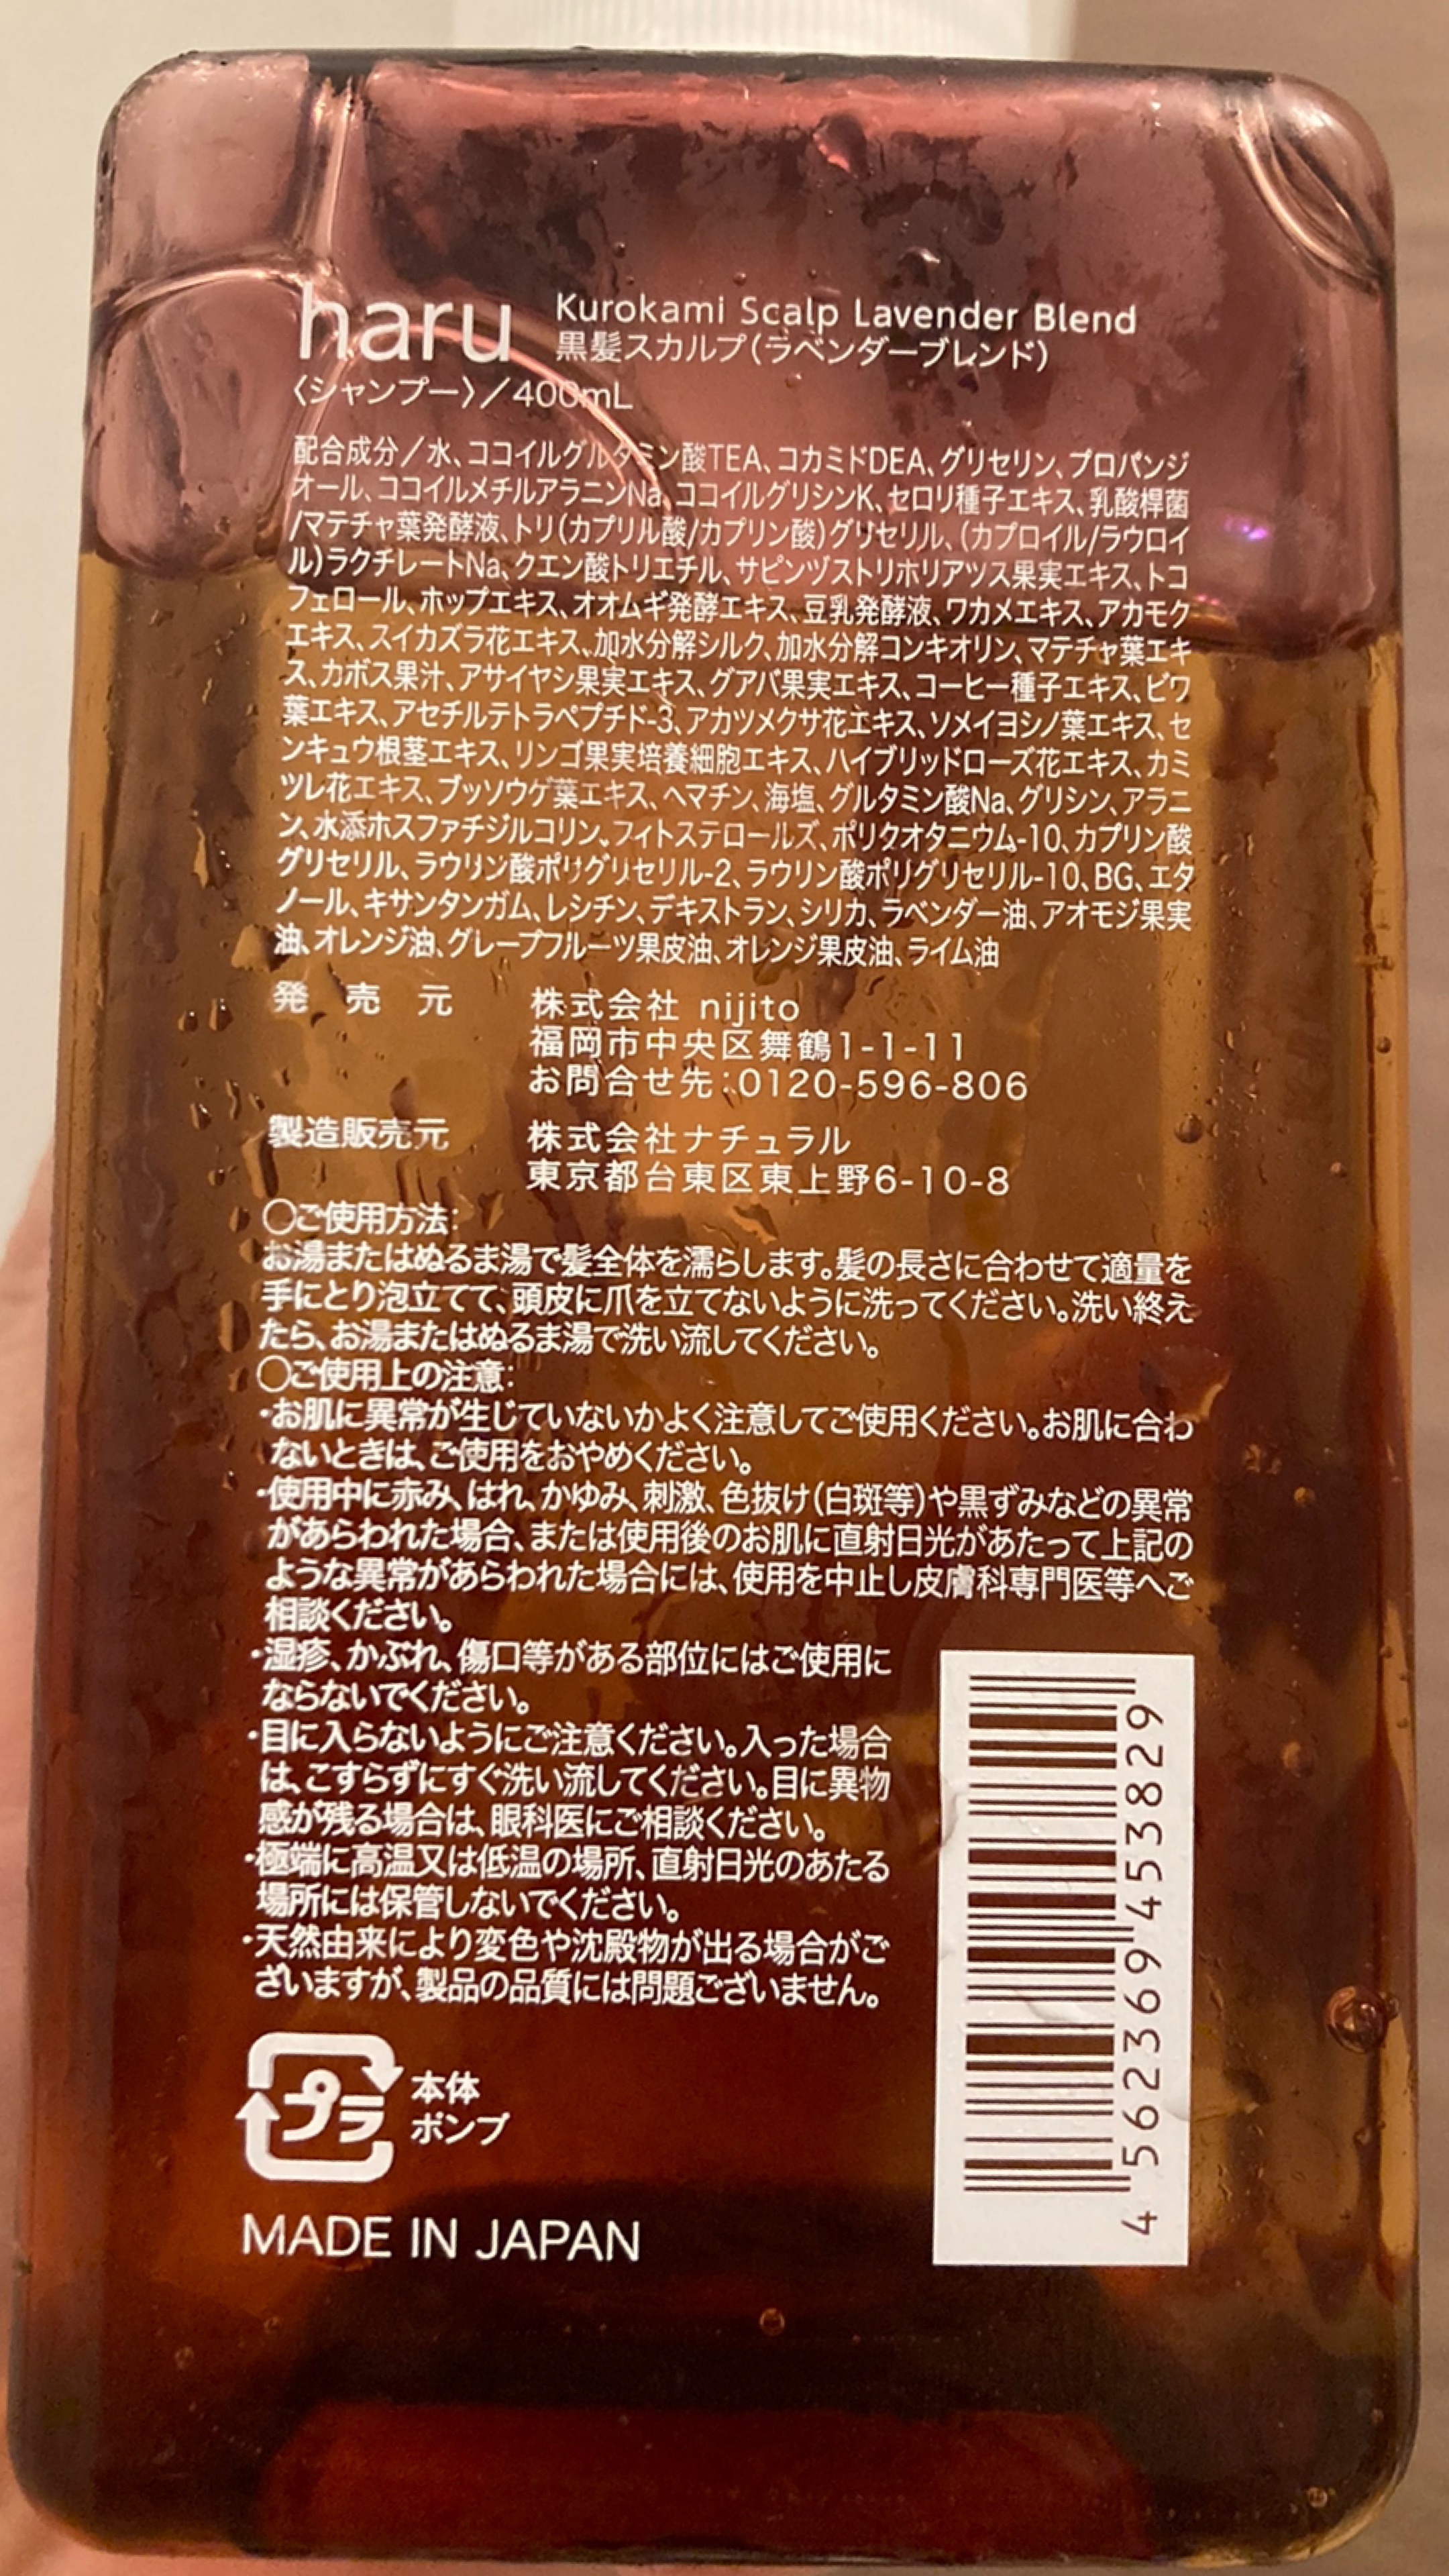 haru
Kurokami Scalp Lavender Blend
黒髪スカルプ(ラベンダーブレンド)
〈シャンプー〉/400mL
配合成分/水、ココイルグルタミン酸TEA、コカミドDEA、グリセリン、プロパンジ
オール、ココイルメチルアラニンNa、ココイルグリシンK、セロリ種子エキス、乳酸桿菌
/マテチャ葉発酵液、トリ(カプリル酸/カプリン酸)グリセリル、(カプロイル/ラウロイ
ル)ラクチレートNa、クエン酸トリエチル、サピンヅストリホリアツス果実エキス、トコ
フェロール、ホップエキス、オオムギ発酵エキス、豆乳発酵液、ワカメエキス、アカモク
エキス、スイカズラ花エキス、加水分解シルク、加水分解コンキオリン、マテチャ葉エキ
ス、カボス果汁、アサイヤシ果実エキス、グアバ果実エキス、コーヒー種子エキス、ビワ
葉エキス、アセチルテトラペプチド-3、アカツメクサ花エキス、ソメイヨシノ葉エキス、セ
ンキュウ根茎エキス、リンゴ果実培養細胞エキス、ハイブリッドローズ花エキス、カミ
ツレ花エキス、ブッソウゲ葉エキス、ヘマチン、海塩、グルタミン酸Na、グリシン、アラニ
ン、水添ホスファチジルコリン、フィトステロールズ、ポリクオタニウム-10、カプリン酸
グリセリル、ラウリン酸ポリグリセリル-2、ラウリン酸ポリグリセリル-10、BG、エタ
ノール、キサンタンガム、レシチン、デキストラン、シリカ、ラベンダー油、アオモジ果実
油、オレンジ油、グレープフルーツ果皮油、オレンジ果皮油、ライム油
発売元 株式会社 nijito
福岡市中央区舞鶴1-1-11
お問合せ先:0120-596-806
製造販売元 株式会社ナチュラル
東京都台東区東上野6-10-8
〇ご使用方法:
お湯またはぬるま湯で髪全体を濡らします。髪の長さに合わせて適量を
手にとり泡立てて、頭皮に爪を立てないように洗ってください。洗い終え
たら、お湯またはぬるま湯で洗い流してください。
〇ご使用上の注意:
・お肌に異常が生じていないかよく注意してご使用ください。お肌に合わ
ないときは、ご使用をおやめください。
・使用中に赤み、はれ、かゆみ、刺激、色抜け(白斑等)や黒ずみなどの異常
があらわれた場合、または使用後のお肌に直射日光があたって上記の
ような異常があらわれた場合には、使用を中止し皮膚科専門医等へご
相談ください。
・湿疹、かぶれ、傷口等がある部位にはご使用に
ならないでください。
・目に入らないようにご注意ください。入った場合
は、こすらずにすぐ洗い流してください。目に異物
感が残る場合は、眼科医にご相談ください。
・極端に高温又は低温の場所、直射日光のあたる
場所には保管しないでください。
・天然由来により変色や沈殿物が出る場合がご
ざいますが、製品の品質には問題ございません。
プラ
本体
ポンプ
MADE IN JAPAN
4 562369 453829